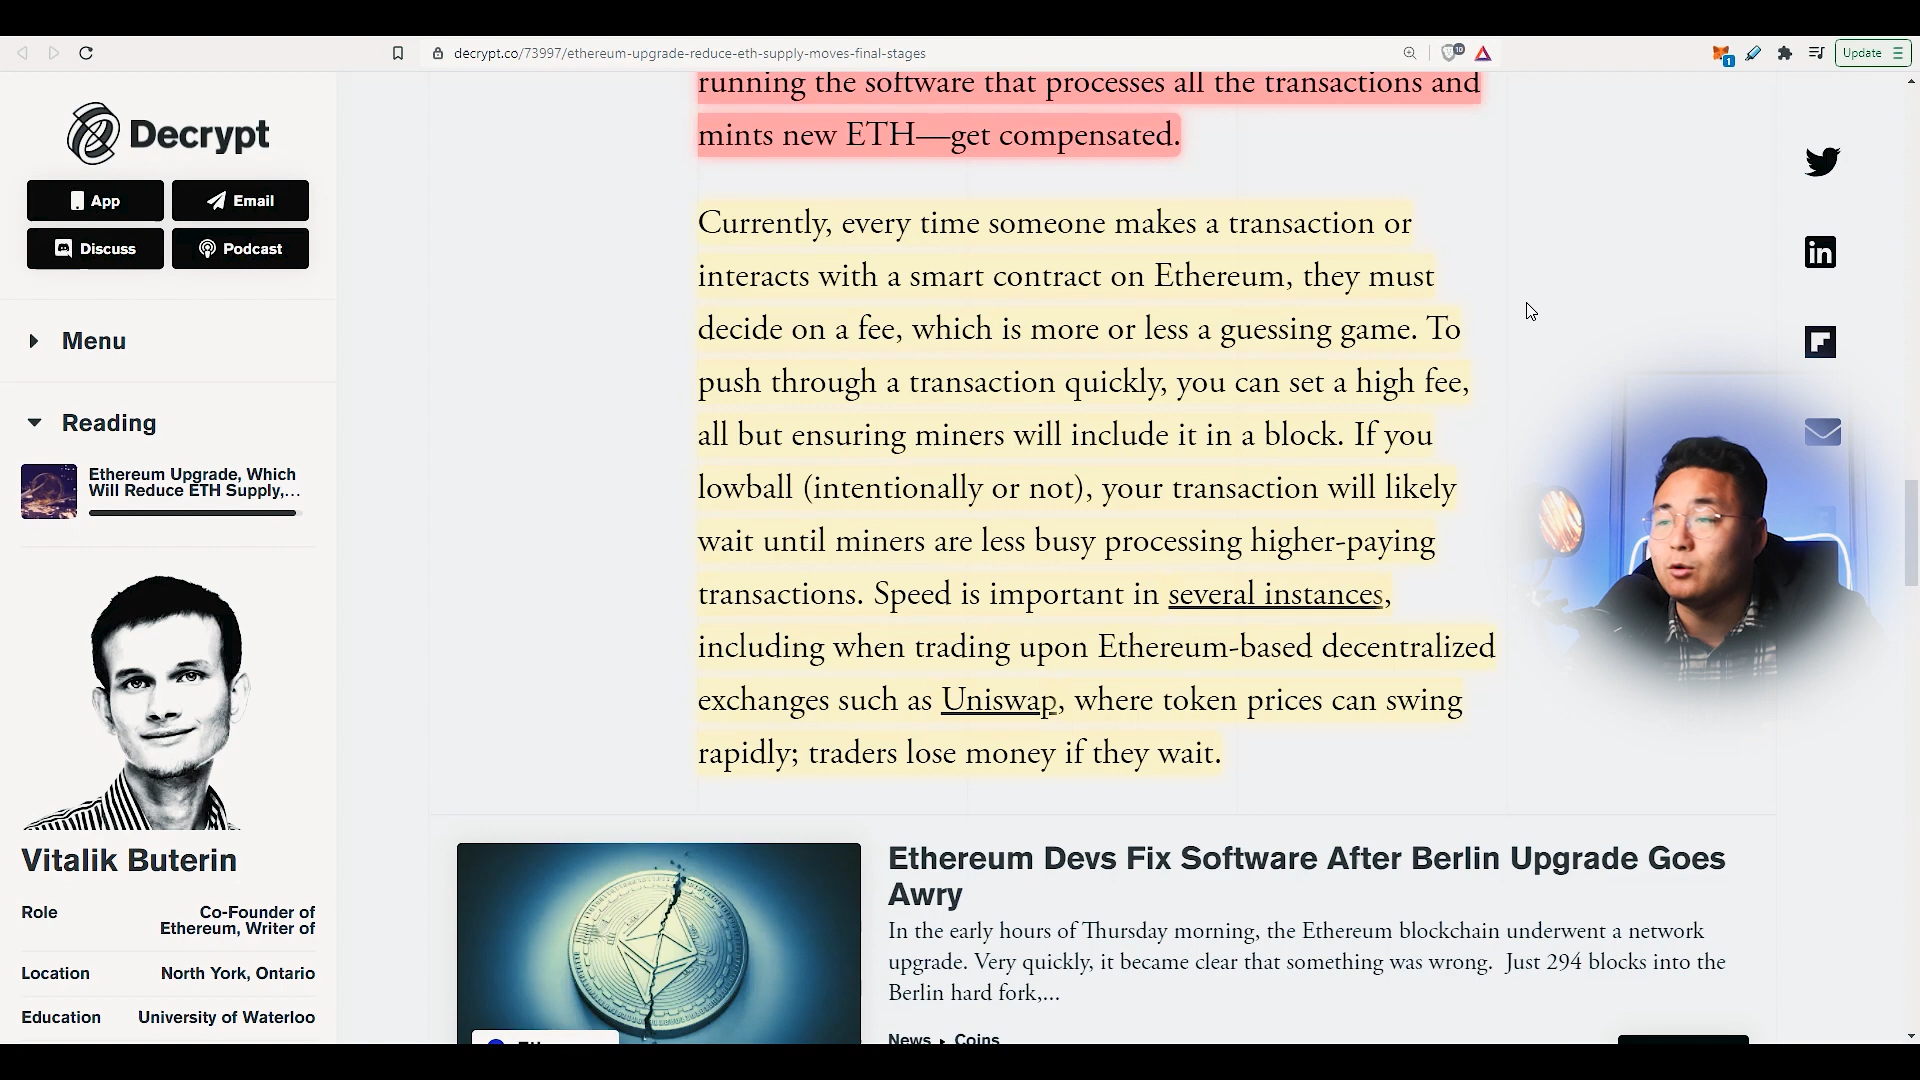 decrypt.co/73997/ethereum-upgrade-reduce-eth-supply-moves-final-stages
10
1
Update
Decrypt
App
Email
Discuss
Podcast
Menu
Reading
Ethereum Upgrade, Which
Will Reduce ETH Supply,...
Vitalik Buterin
Role
Co-Founder of
Ethereum, Writer of
Location
North York, Ontario
Education
University of Waterloo
running the software that processes all the transactions and
mints new ETH—get compensated.
Currently, every time someone makes a transaction or
interacts with a smart contract on Ethereum, they must
decide on a fee, which is more or less a guessing game. To
push through a transaction quickly, you can set a high fee,
all but ensuring miners will include it in a block. If you
lowball (intentionally or not), your transaction will likely
wait until miners are less busy processing higher-paying
transactions. Speed is important in several instances,
including when trading upon Ethereum-based decentralized
exchanges such as Uniswap, where token prices can swing
rapidly; traders lose money if they wait.
Ethereum Devs Fix Software After Berlin Upgrade Goes
Awry
In the early hours of Thursday morning, the Ethereum blockchain underwent a network
upgrade. Very quickly, it became clear that something was wrong. Just 294 blocks into the
Berlin hard fork,...
News
Coins
in